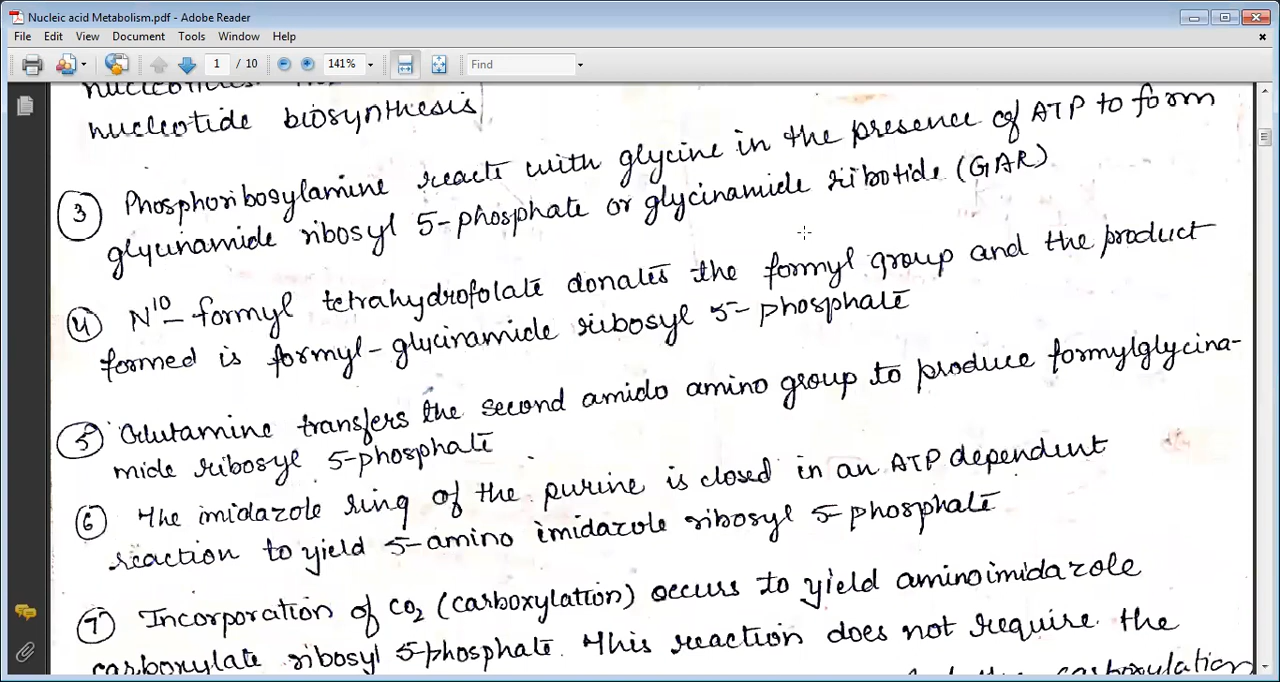 Nucleic acid Metabolism.pdf - Adobe Reader
File Edit View Document Tools Window Help
1 / 10 141% Find
nucleotide biosynthesis
③ Phosphoribosylamine reacts with glycine in the presence of ATP to form
glycinamide ribosyl 5-phosphate or glycinamide ribotide (GAR)
④ N10- formyl tetrahydrofolate donates the formyl group and the product
formed is formyl-glycinamide ribosyl 5-phosphate
⑤ Glutamine transfers the second amido amino group to produce formylglycina-
mide ribosyl 5-phosphate
⑥ The imidazole ring of the purine is closed in an ATP dependent
reaction to yield 5-amino imidazole ribosyl 5-phosphate
⑦ Incorporation of CO2 (carboxylation) occurs to yield aminoimidazole
carboxylate ribosyl 5-phosphate. This reaction does not require the
carboxylation